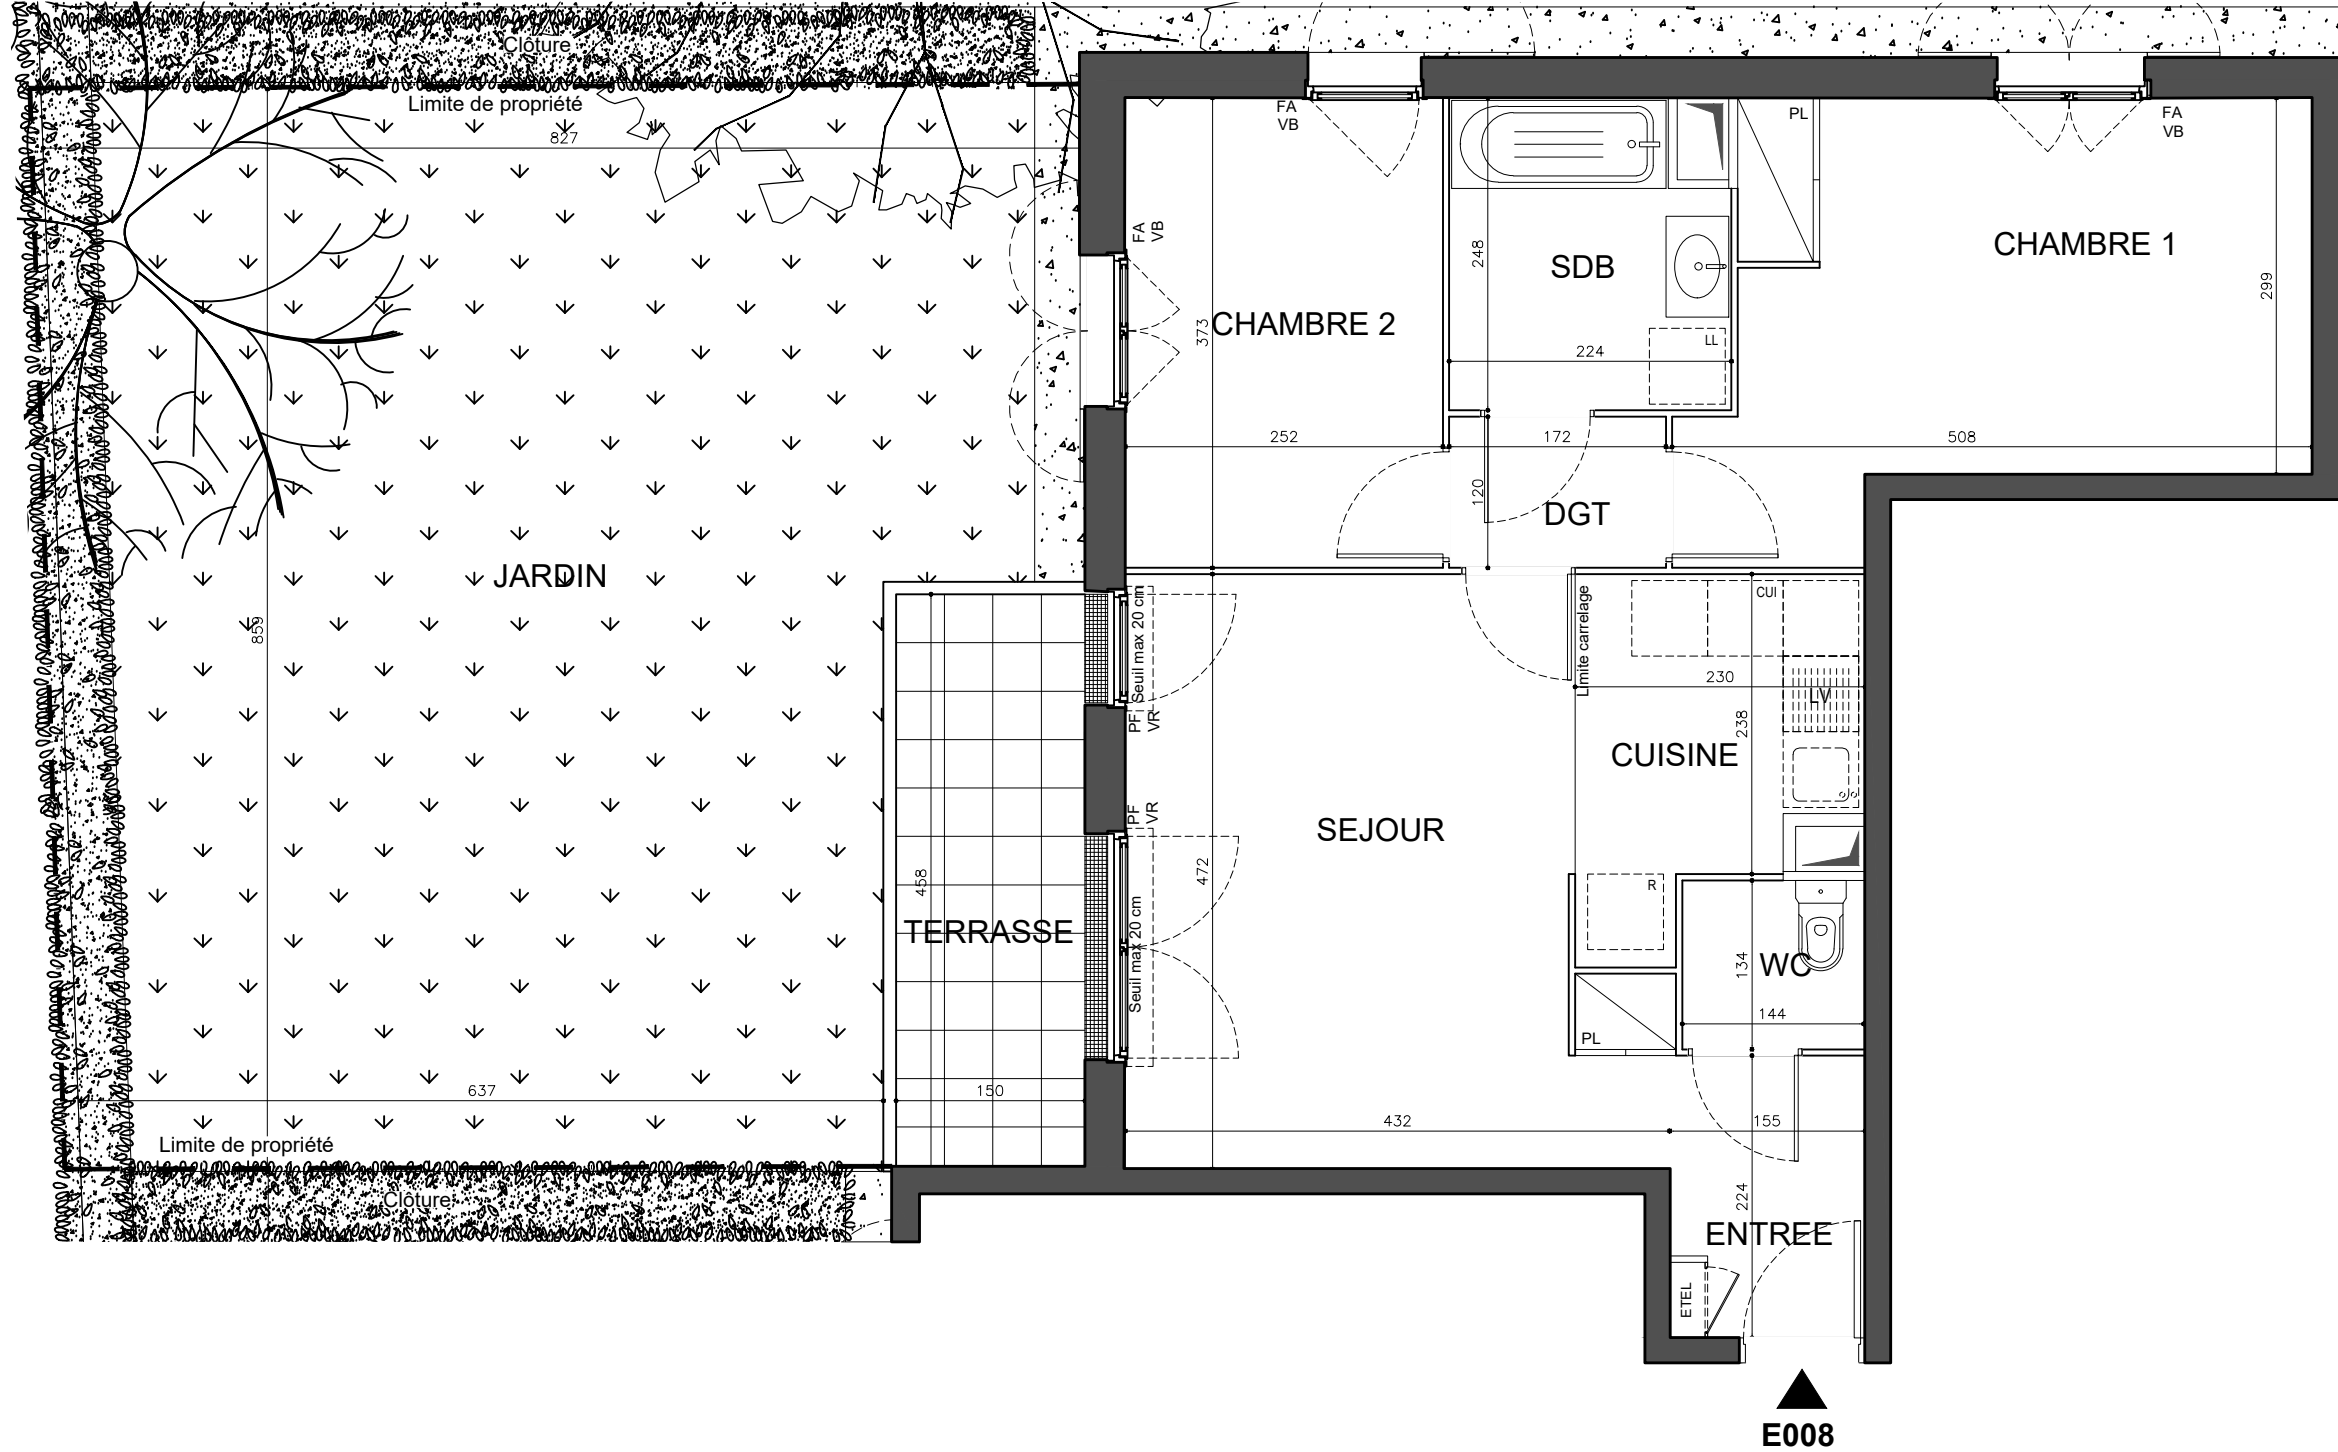 Clôture
Limite de propriété
827
FA
VB
FA
VB
PL
FA
VB
CHAMBRE 1
248
SDB
299
373
CHAMBRE 2
224
LL
252
172
508
120
DGT
JARDIN
859
Seuil max 20 cm
PF
VR
Limite carrelage
CUI
230
LV
238
CUISINE
PF
VR
SEJOUR
458
472
R
TERRASSE
Seuil max 20 cm
134
WC
144
PL
637
150
432
155
Limite de propriété
Clôture
224
ENTREE
ETEL
E008